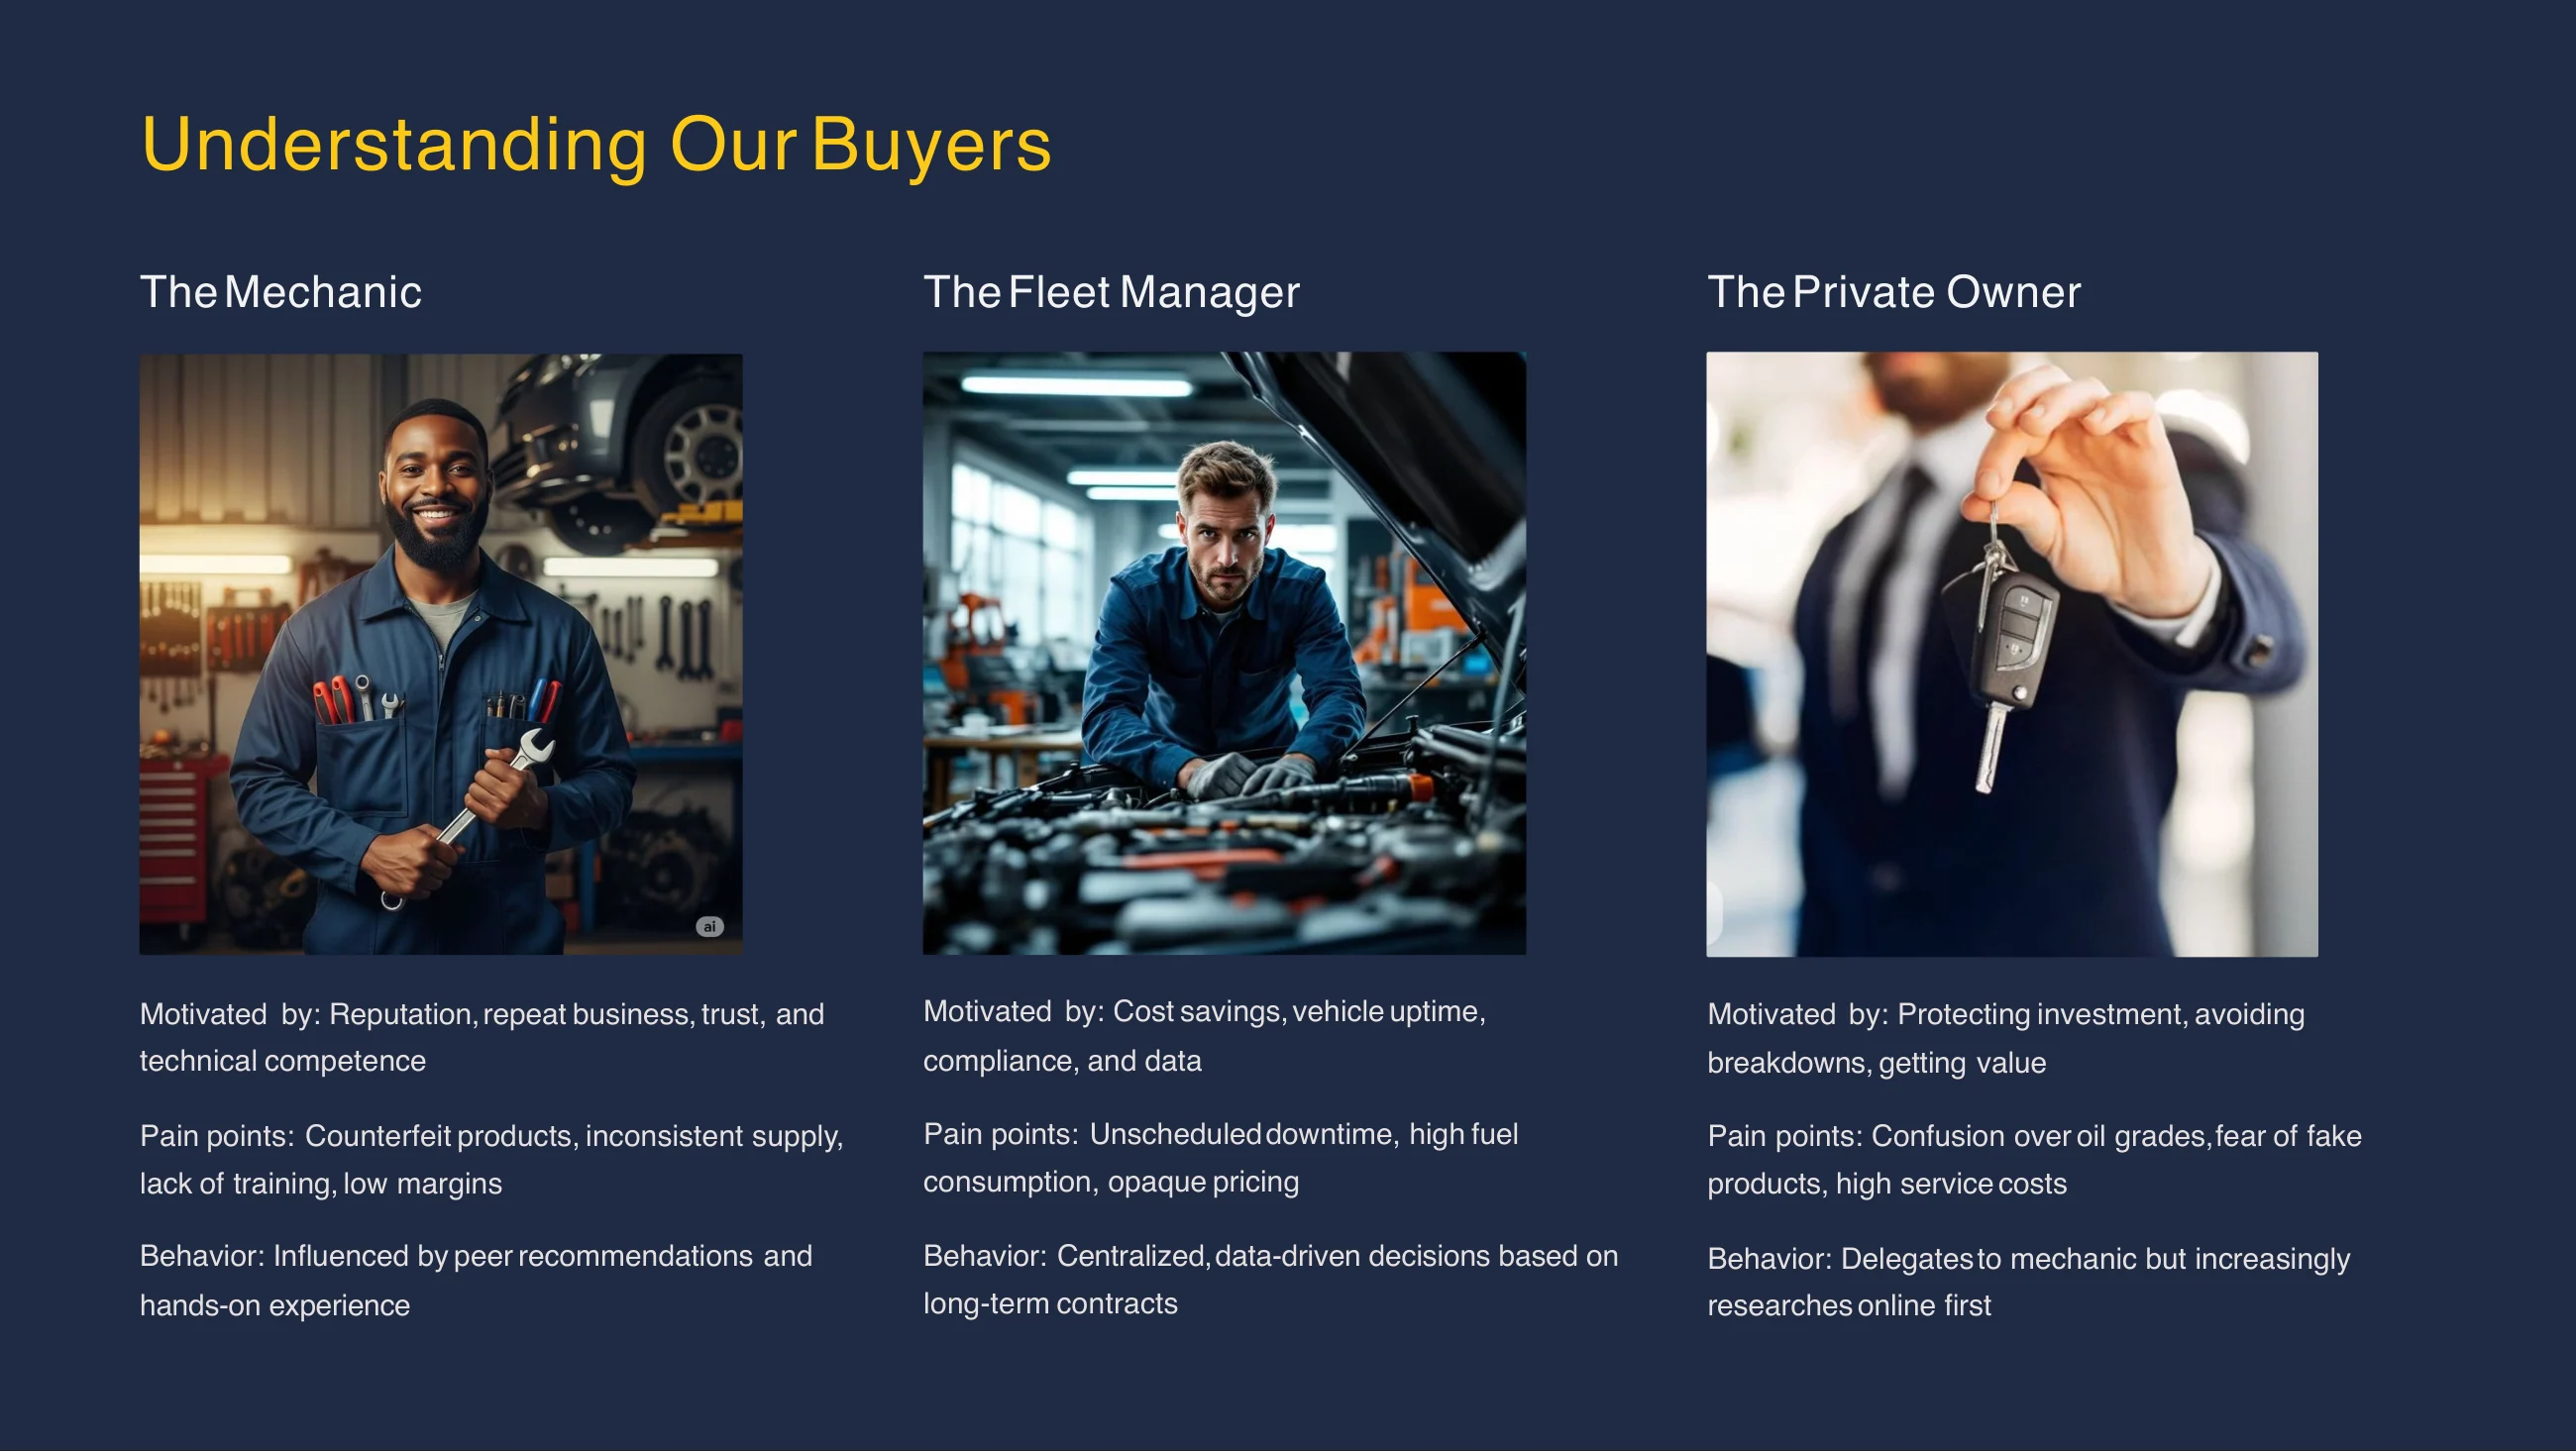 Understanding Our Buyers
The Mechanic
ai
Motivated by: Reputation, repeat business, trust, and
technical competence
Pain points: Counterfeit products, inconsistent supply,
lack of training, low margins
Behavior: Influenced by peer recommendations and
hands-on experience
The Fleet Manager
Motivated by: Cost savings, vehicle uptime,
compliance, and data
Pain points: Unscheduled downtime, high fuel
consumption, opaque pricing
Behavior: Centralized, data-driven decisions based on
long-term contracts
The Private Owner
Motivated by: Protecting investment, avoiding
breakdowns, getting value
Pain points: Confusion over oil grades, fear of fake
products, high service costs
Behavior: Delegates to mechanic but increasingly
researches online first